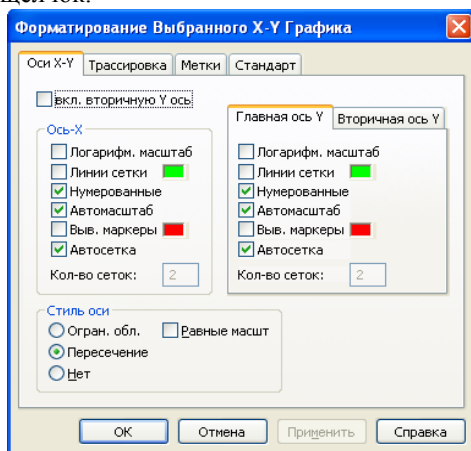 щелчок.
Форматирование Выбранного X-Y Графика
Оси X-Y Трассировка Метки Стандарт
вкл. вторичную Y ось
Главная ось Y Вторичная ось Y
Ось-X
Логарифм. масштаб
Линии сетки
Нумерованные
Автомасштаб
Выв. маркеры
Автосетка
Кол-во сеток: 2
Логарифм. масштаб
Линии сетки
Нумерованные
Автомасштаб
Выв. маркеры
Автосетка
Кол-во сеток: 2
Стиль оси
Огран. обл. Равные масшт
Пересечение
Нет
ОК Отмена Применить Справка